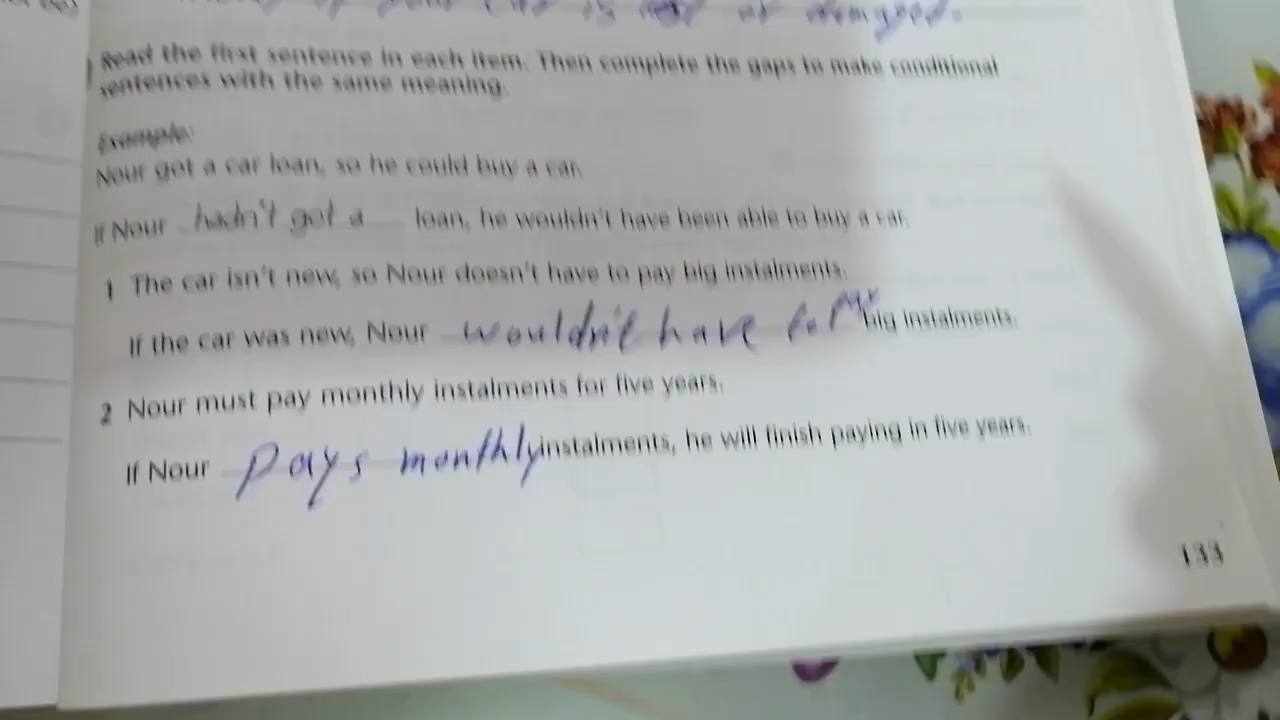 is or damaged.
Read the first sentence in each item. Then complete the gaps to make conditional
sentences with the same meaning.
Example:
Nour got a car loan, so he could buy a car.
If Nour hadn't got a loan, he wouldn't have been able to buy a car.
1 The car isn't new, so Nour doesn't have to pay big instalments.
If the car was new, Nour wouldn't have to pay big instalments.
2 Nour must pay monthly instalments for five years.
If Nour pays monthly instalments, he will finish paying in five years.
133